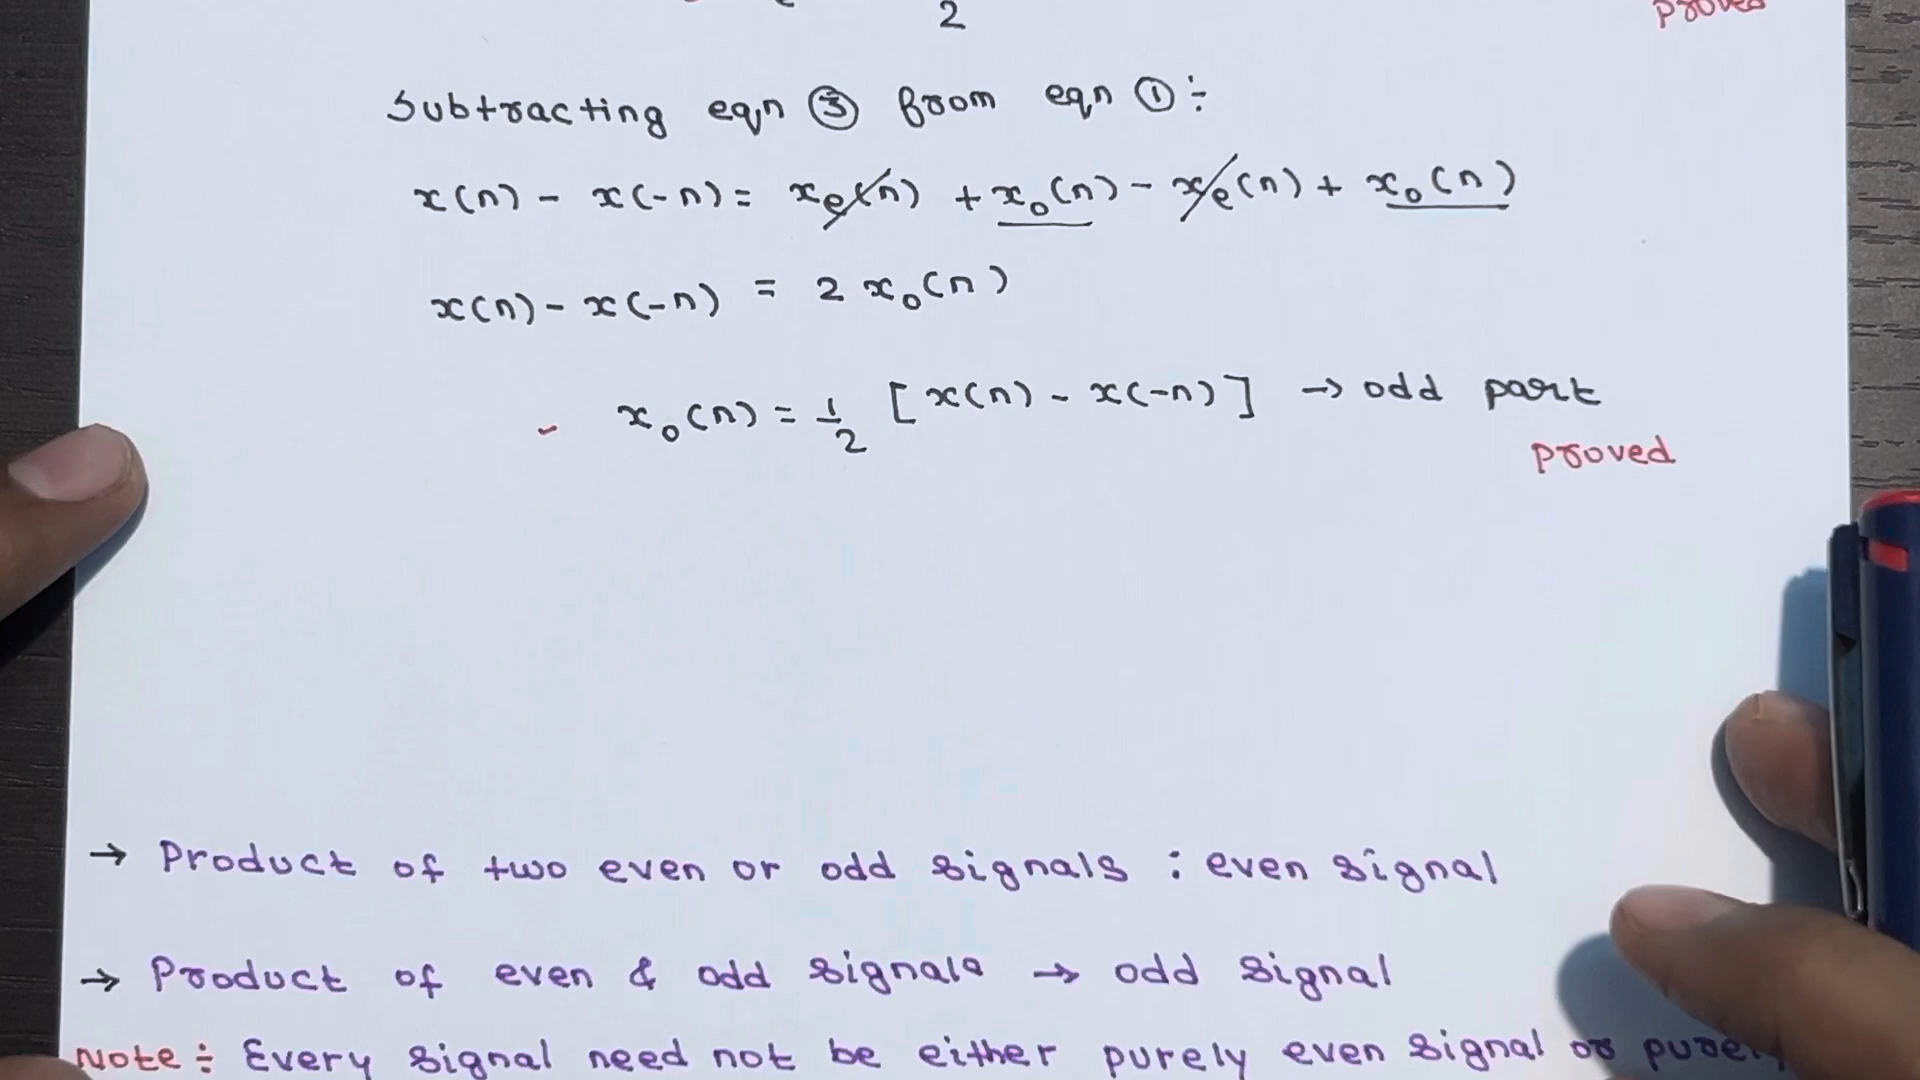 2
proved
Subtracting eqn ③ from eqn ① ÷
x(n) - x(-n) = xe(n) + xo(n) - xe(n) + xo(n)
x(n) - x(-n) = 2 xo(n)
xo(n) = 1/2 [x(n) - x(-n)] → odd part
proved
→ Product of two even or odd signals : even signal
→ Product of even & odd signals → odd signal
Note ÷ Every signal need not be either purely even signal or purely